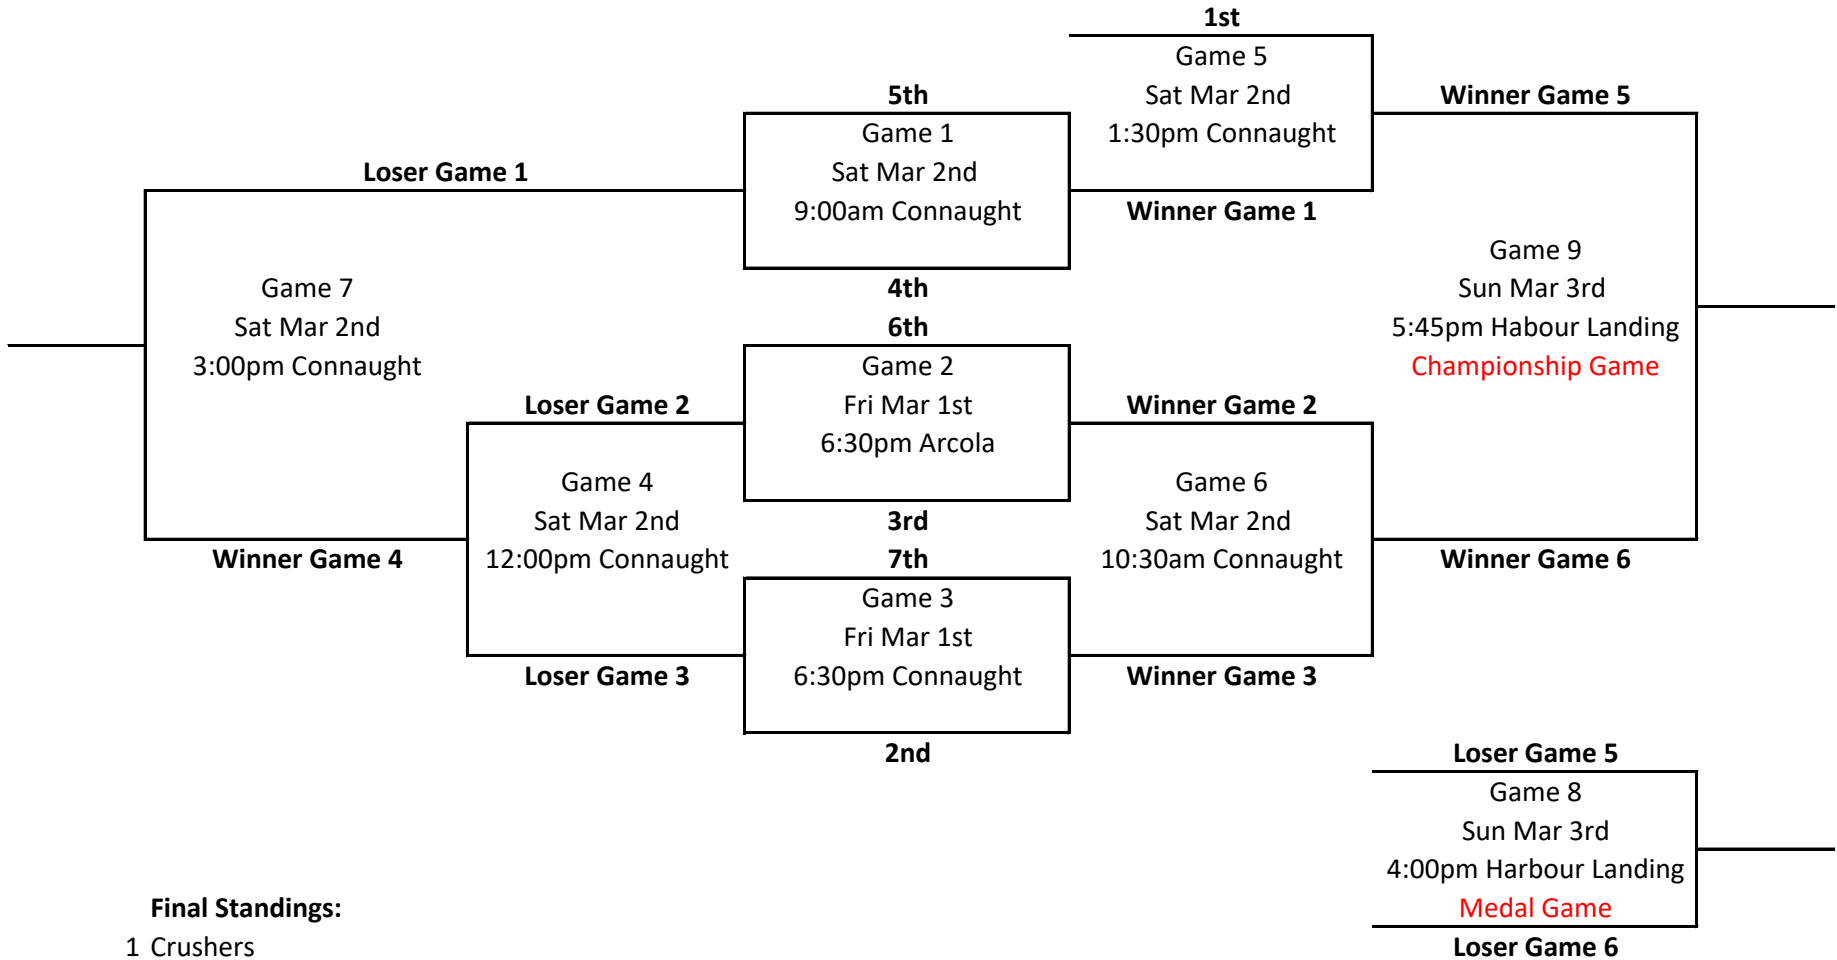 1st
Game 5
Sat Mar 2nd
1:30pm Connaught
5th
Winner Game 5
Game 1
Sat Mar 2nd
9:00am Connaught
Loser Game 1
Winner Game 1
4th
Game 9
Sun Mar 3rd
5:45pm Habour Landing
Championship Game
Game 7
Sat Mar 2nd
3:00pm Connaught
6th
Game 2
Fri Mar 1st
6:30pm Arcola
Loser Game 2
Winner Game 2
3rd
Game 4
Sat Mar 2nd
12:00pm Connaught
Game 6
Sat Mar 2nd
10:30am Connaught
Winner Game 4
Winner Game 6
7th
Game 3
Fri Mar 1st
6:30pm Connaught
Loser Game 3
Winner Game 3
2nd
Loser Game 5
Game 8
Sun Mar 3rd
4:00pm Harbour Landing
Medal Game
Loser Game 6
Final Standings:
1 Crushers